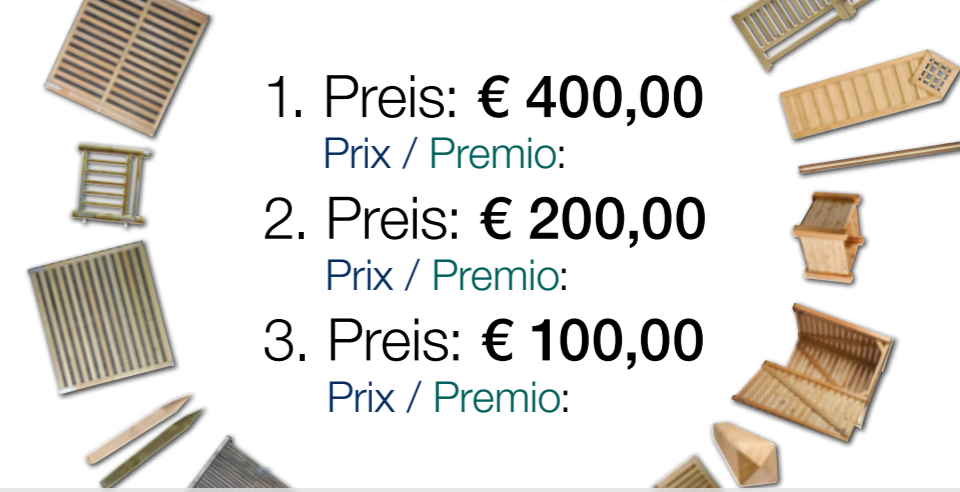 1. Preis: € 400,00
Prix / Premio:
2. Preis: € 200,00
Prix / Premio:
3. Preis: € 100,00
Prix / Premio: